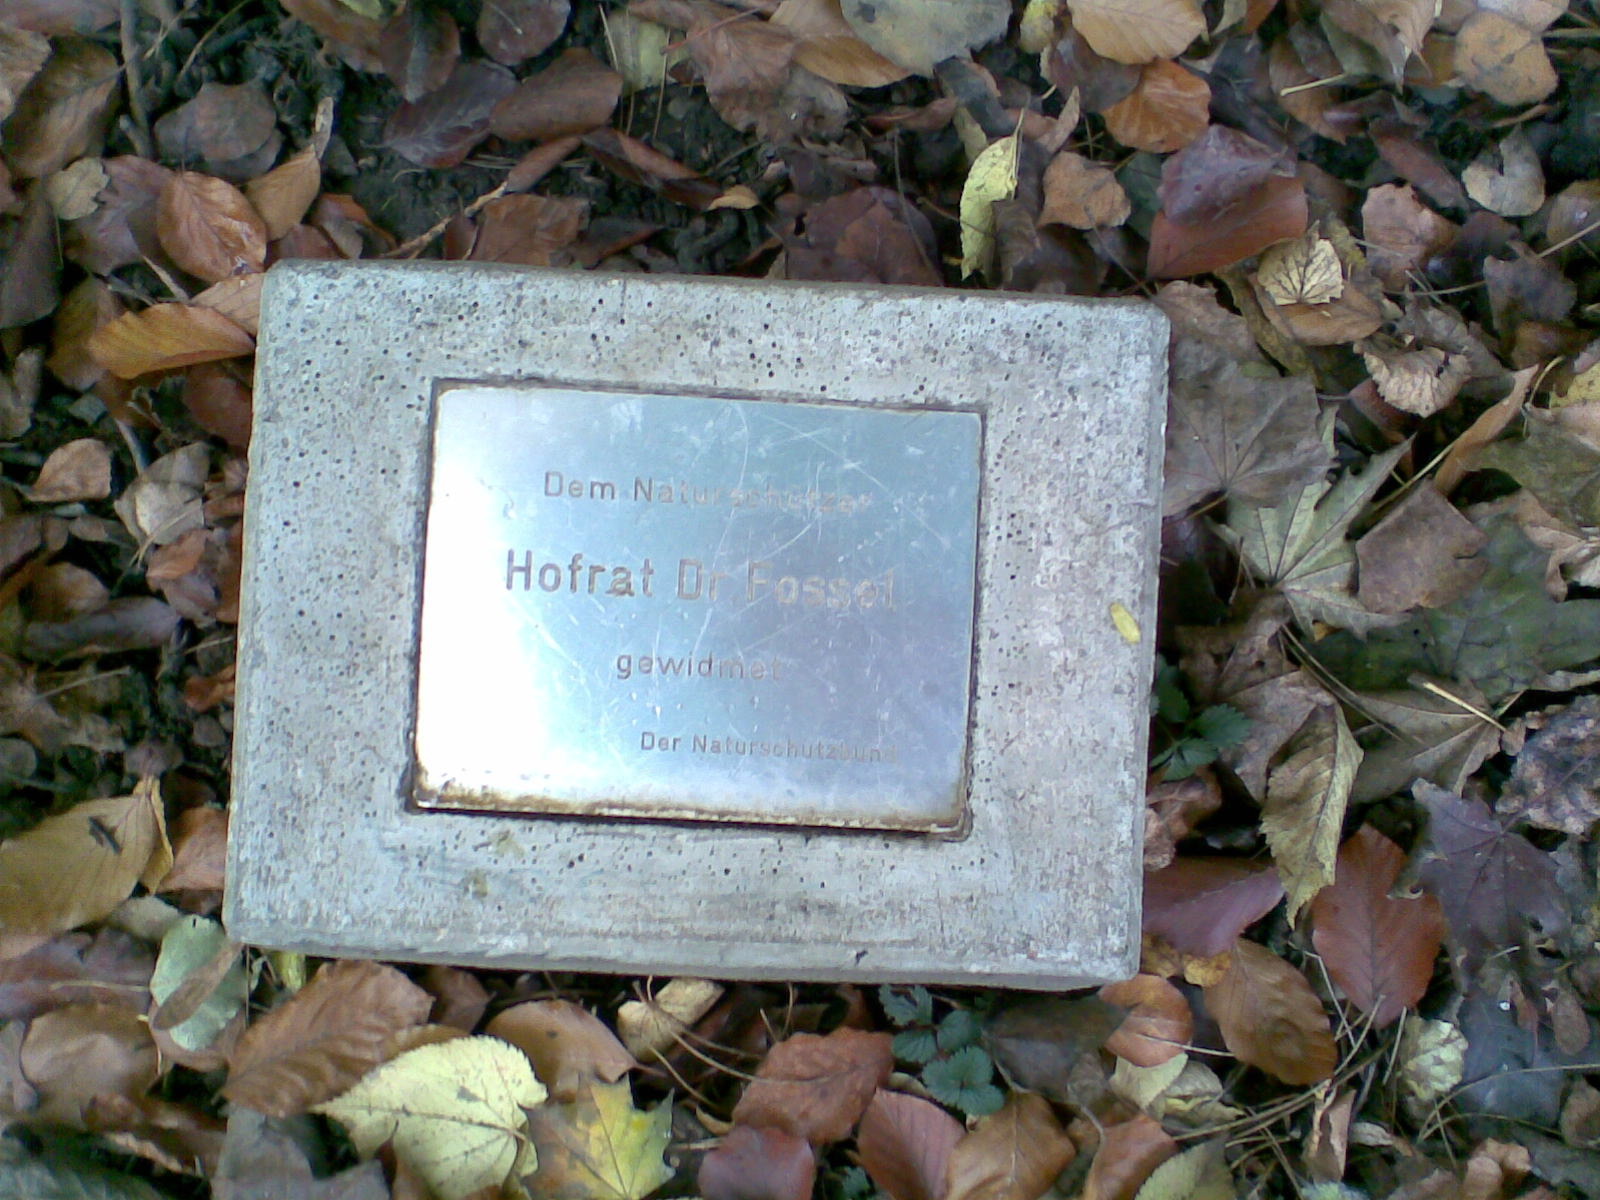 Dem Naturschützer
Hofrat Dr Fossel
gewidmet
Der Naturschutzbund